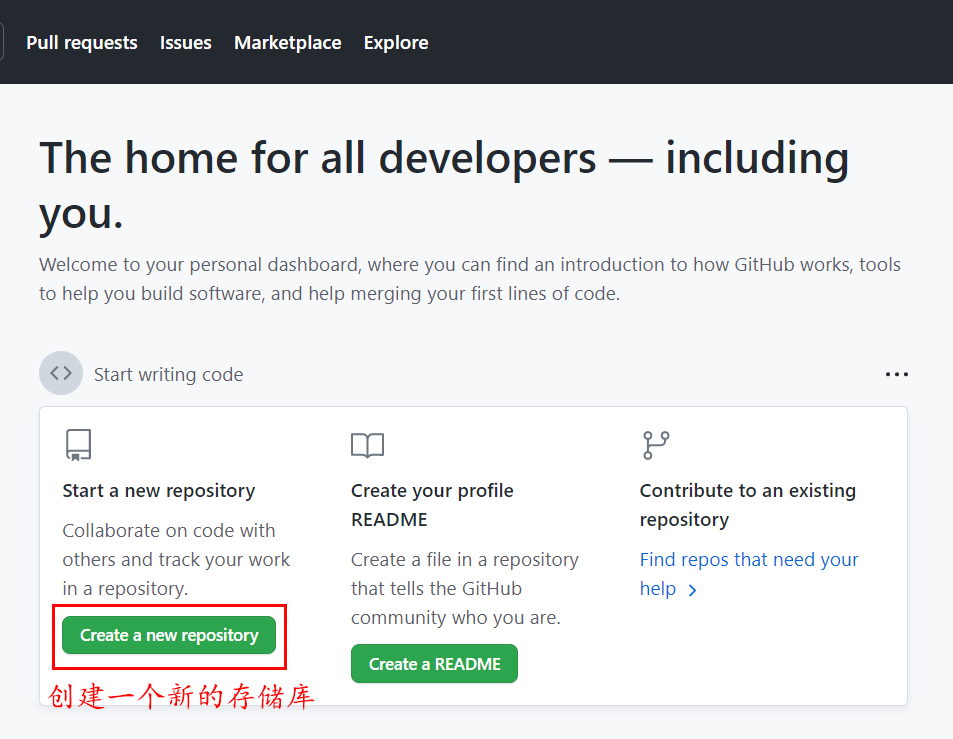 Pull requests Issues Marketplace Explore
The home for all developers — including
you.
Welcome to your personal dashboard, where you can find an introduction to how GitHub works, tools
to help you build software, and help merging your first lines of code.
Start writing code
Start a new repository
Collaborate on code with
others and track your work
in a repository.
Create a new repository
创建一个新的存储库
Create your profile
README
Create a file in a repository
that tells the GitHub
community who you are.
Create a README
Contribute to an existing
repository
Find repos that need your
help